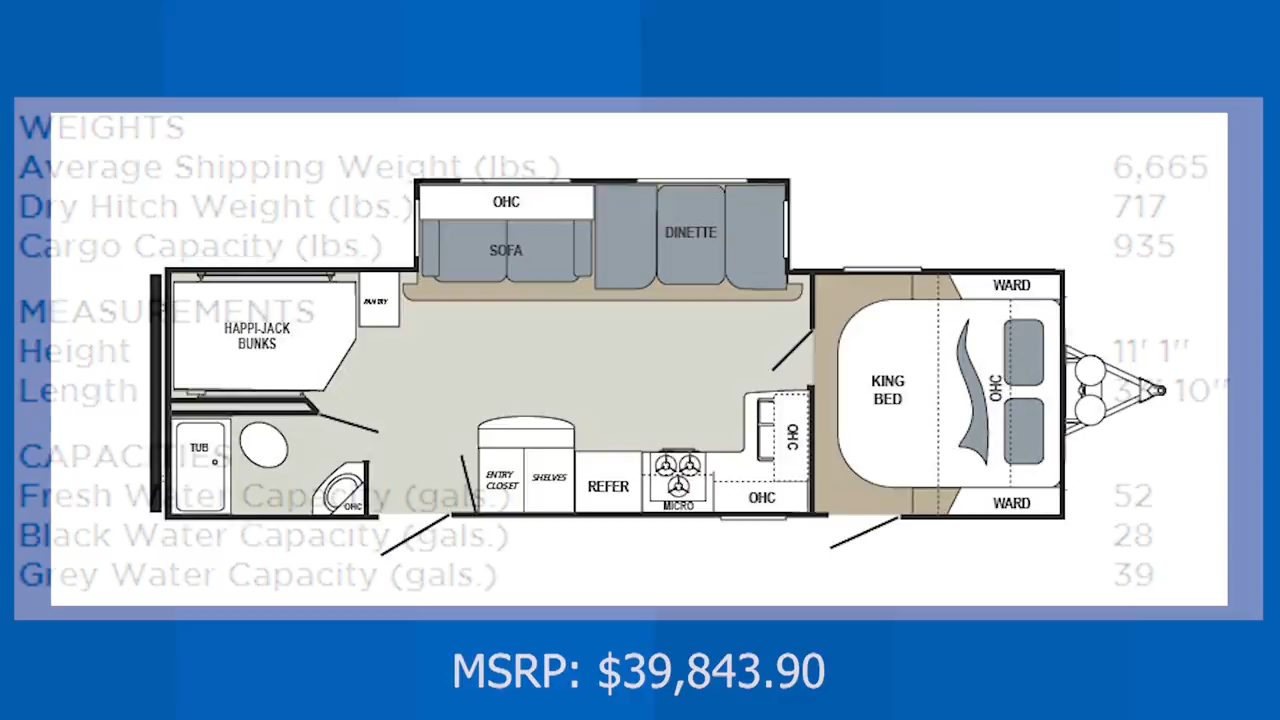 WEIGHTS
Average Shipping Weight (lbs.) 6,665
Dry Hitch Weight (lbs.) 717
Cargo Capacity (lbs.) 935
MEASUREMENTS
Height 11' 1''
Length 10''
CAPACITIES
Fresh Water Capacity (gals.) 52
Black Water Capacity (gals.) 28
Grey Water Capacity (gals.) 39
OHC
SOFA
DINETTE
PANTRY
HAPPI-JACK
BUNKS
TUB
OHC
ENTRY
CLOSET
SHELVES
REFER
MICRO
OHC
OHC
WARD
KING
BED
OHC
WARD
MSRP: $39,843.90